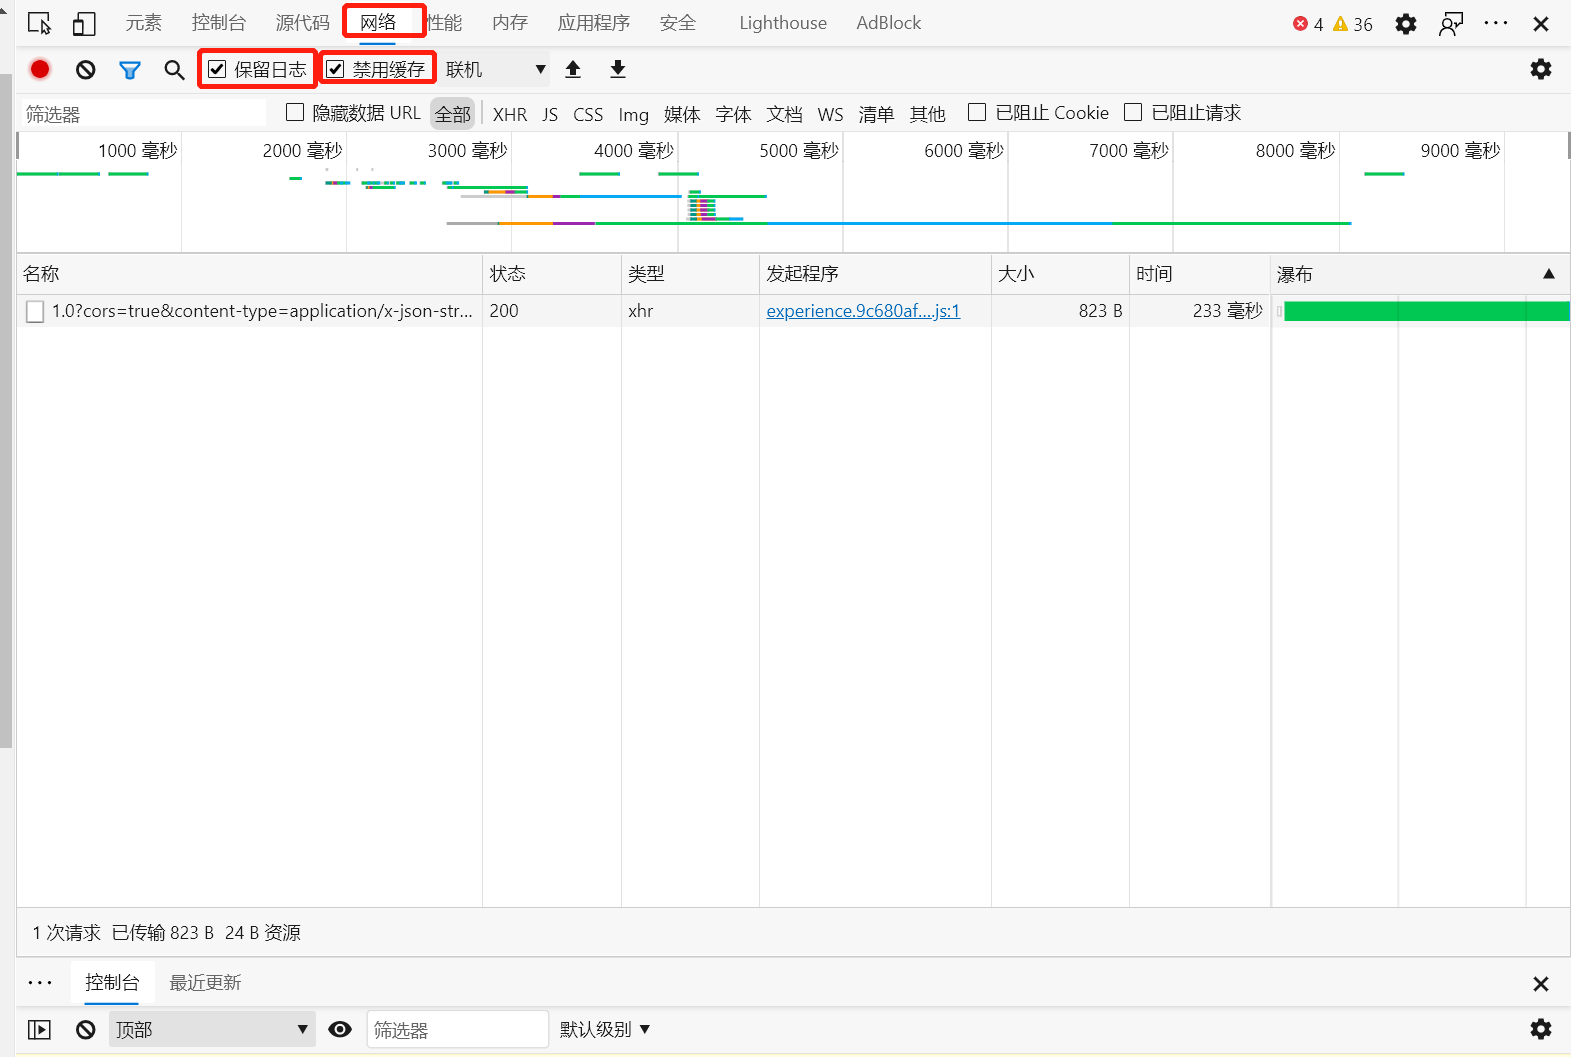 元素 控制台 源代码 网络 性能 内存 应用程序 安全 Lighthouse AdBlock 4 36
保留日志 禁用缓存 联机
筛选器 隐藏数据 URL 全部 XHR JS CSS Img 媒体 字体 文档 WS 清单 其他 已阻止 Cookie 已阻止请求
1000 毫秒 2000 毫秒 3000 毫秒 4000 毫秒 5000 毫秒 6000 毫秒 7000 毫秒 8000 毫秒 9000 毫秒
名称 状态 类型 发起程序 大小 时间 瀑布
1.0?cors=true&content-type=application/x-json-str... 200 xhr experience.9c680af....js:1 823 B 233 毫秒
1 次请求 已传输 823 B 24 B 资源
控制台 最近更新
顶部 筛选器 默认级别